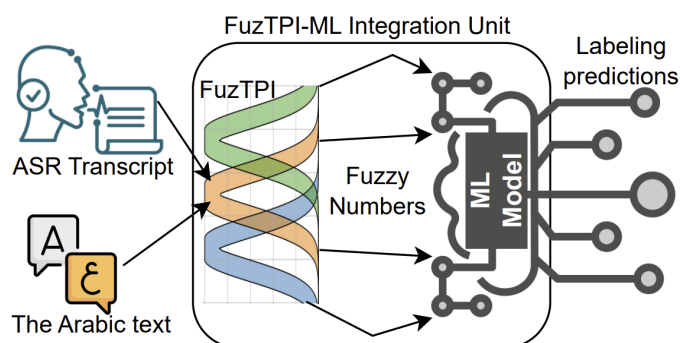 FuzTPI-ML Integration Unit
Labeling
predictions
FuzTPI
ASR Transcript
Fuzzy
Numbers
ML
Model
A
ع
The Arabic text